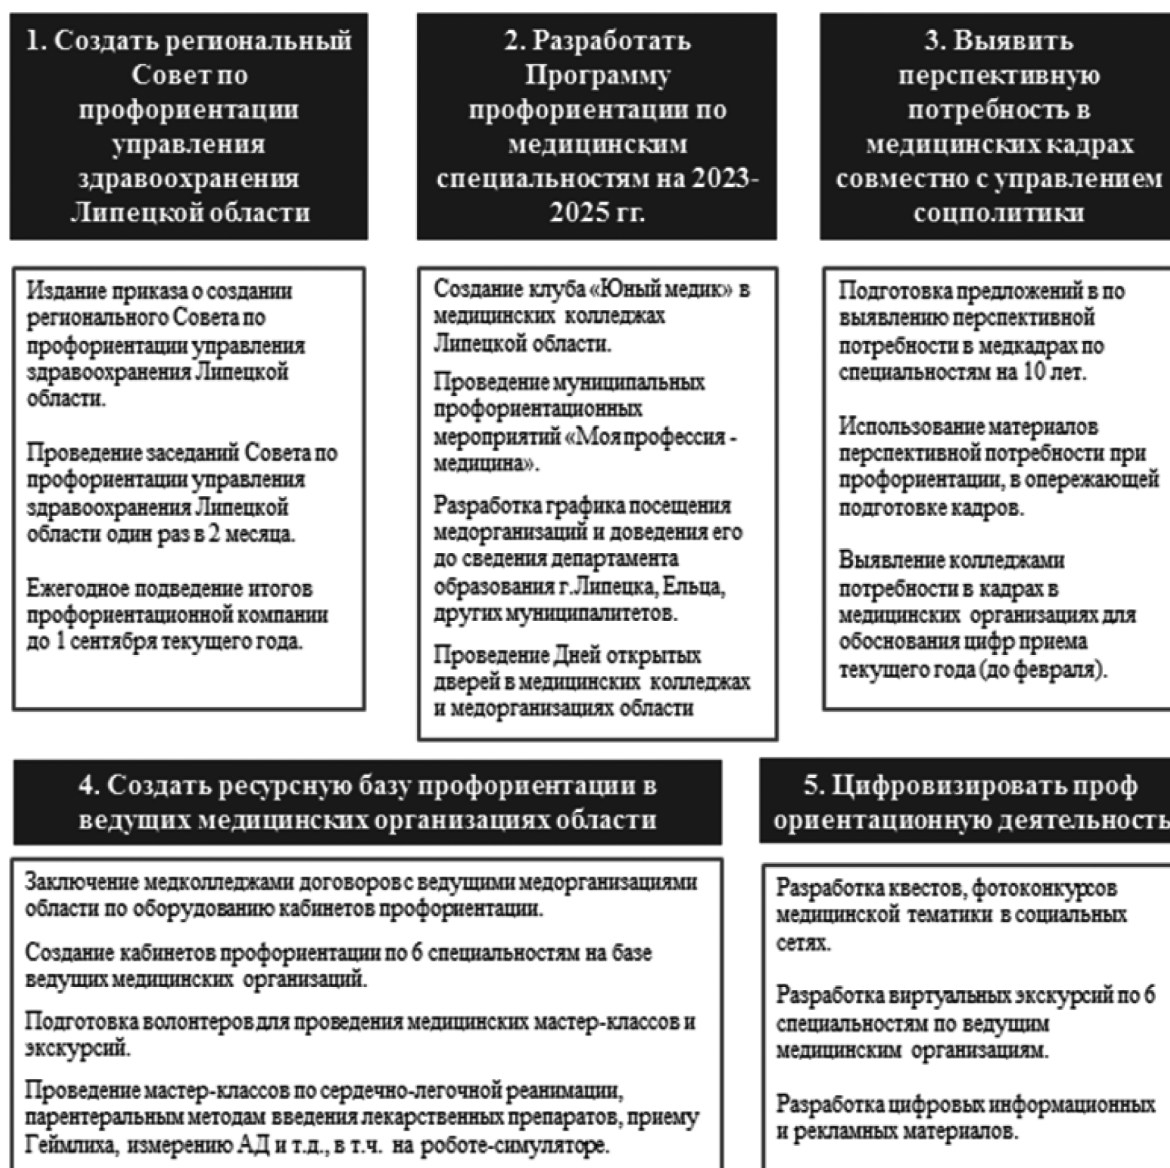 1. Создать региональный
Совет по
профориентации
управления
здравоохранения
Липецкой области
Издание приказа о создании
регионального Совета по
профориентации управления
здравоохранения Липецкой
области.
Проведение заседаний Совета по
профориентации управления
здравоохранения Липецкой
области один раз в 2 месяца.
Ежегодное подведение итогов
профориентационной компании
до 1 сентября текущего года.
2. Разработать
Программу
профориентации по
медицинским
специальностям на 2023-
2025 гг.
Создание клуба «Юный медик» в
медицинских колледжах
Липецкой области.
Проведение муниципальных
профориентационных
мероприятий «Моя профессия -
медицина».
Разработка графика посещения
медорганизаций и доведения его
до сведения департамента
образования г.Липецка, Ельца,
других муниципалитетов.
Проведение Дней открытых
дверей в медицинских колледжах
и медорганизациях области
3. Выявить
перспективную
потребность в
медицинских кадрах
совместно с управлением
соцполитики
Подготовка предложений в по
выявлению перспективной
потребности в медкадрах по
специальностям на 10 лет.
Использование материалов
перспективной потребности при
профориентации, в опережающей
подготовке кадров.
Выявление колледжами
потребности в кадрах в
медицинских организациях для
обоснования цифр приема
текущего года (до февраля).
4. Создать ресурсную базу профориентации в
ведущих медицинских организациях области
Заключение медколледжами договоров с ведущими медорганизациями
области по оборудованию кабинетов профориентации.
Создание кабинетов профориентации по 6 специальностям на базе
ведущих медицинских организаций.
Подготовка волонтеров для проведения медицинских мастер-классов и
экскурсий.
Проведение мастер-классов по сердечно-легочной реанимации,
парентеральным методам введения лекарственных препаратов, приему
Геймлиха, измерению АД и т.д., в т.ч. на роботе-симуляторе.
5. Цифровизировать проф
ориентационную деятельность
Разработка квестов, фотоконкурсов
медицинской тематики в социальных
сетях.
Разработка виртуальных экскурсий по 6
специальностям по ведущим
медицинским организациям.
Разработка цифровых информационных
и рекламных материалов.